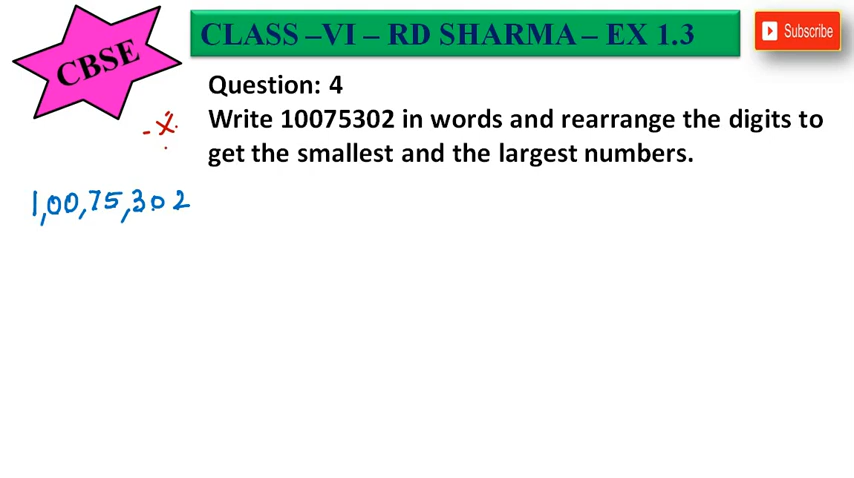 CBSE
CLASS –VI – RD SHARMA – EX 1.3
Subscribe
Question: 4
Write 10075302 in words and rearrange the digits to
get the smallest and the largest numbers.
1,00,75,302